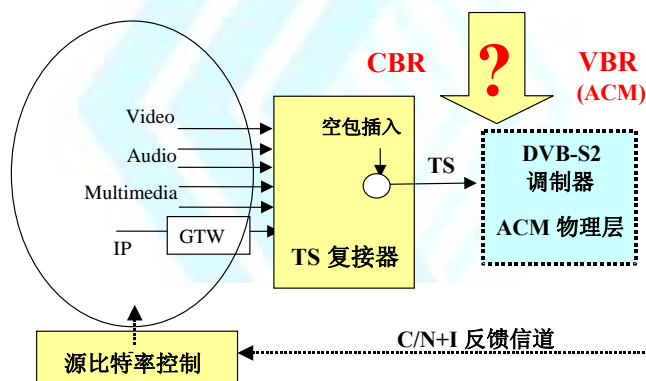 CBR
?
VBR
(ACM)
Video
Audio
Multimedia
IP
GTW
空包插入
TS 复接器
TS
DVB-S2
调制器
ACM 物理层
C/N+I 反馈信道
源比特率控制